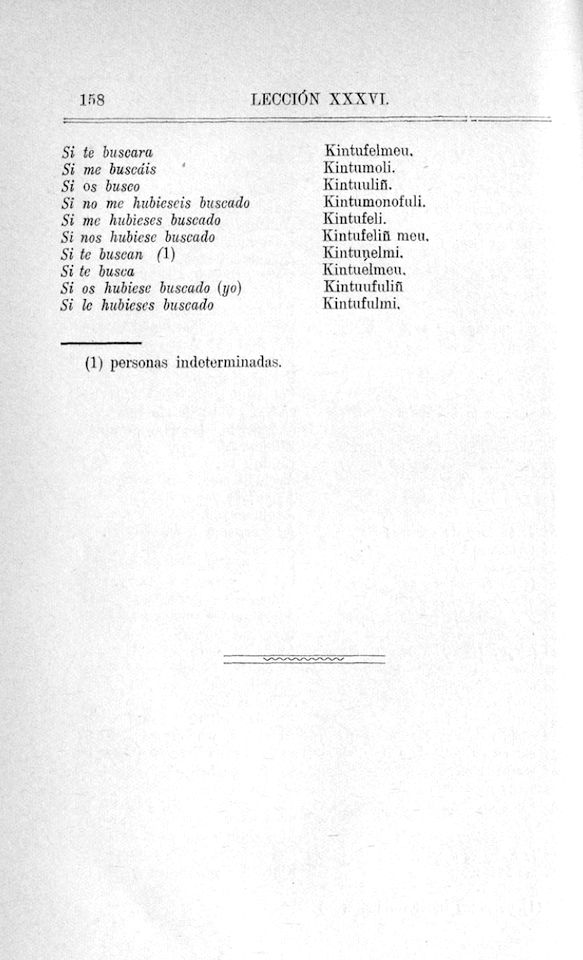 158 LECCIÓN XXXVI.
Si te buscara Kintufelmeu.
Si me buscáis Kintumoli.
Si os busco Kintuuliñ.
Si no me hubieseis buscado Kintumonofuli.
Si me hubieses buscado Kintufeli.
Si nos hubiese buscado Kintufeliñ meu.
Si te buscan (1) Kintuŋelmi.
Si te busca Kintuelmeu.
Si os hubiese buscado (yo) Kintuufuliñ
Si le hubieses buscado Kintufulmi.
(1) personas indeterminadas.